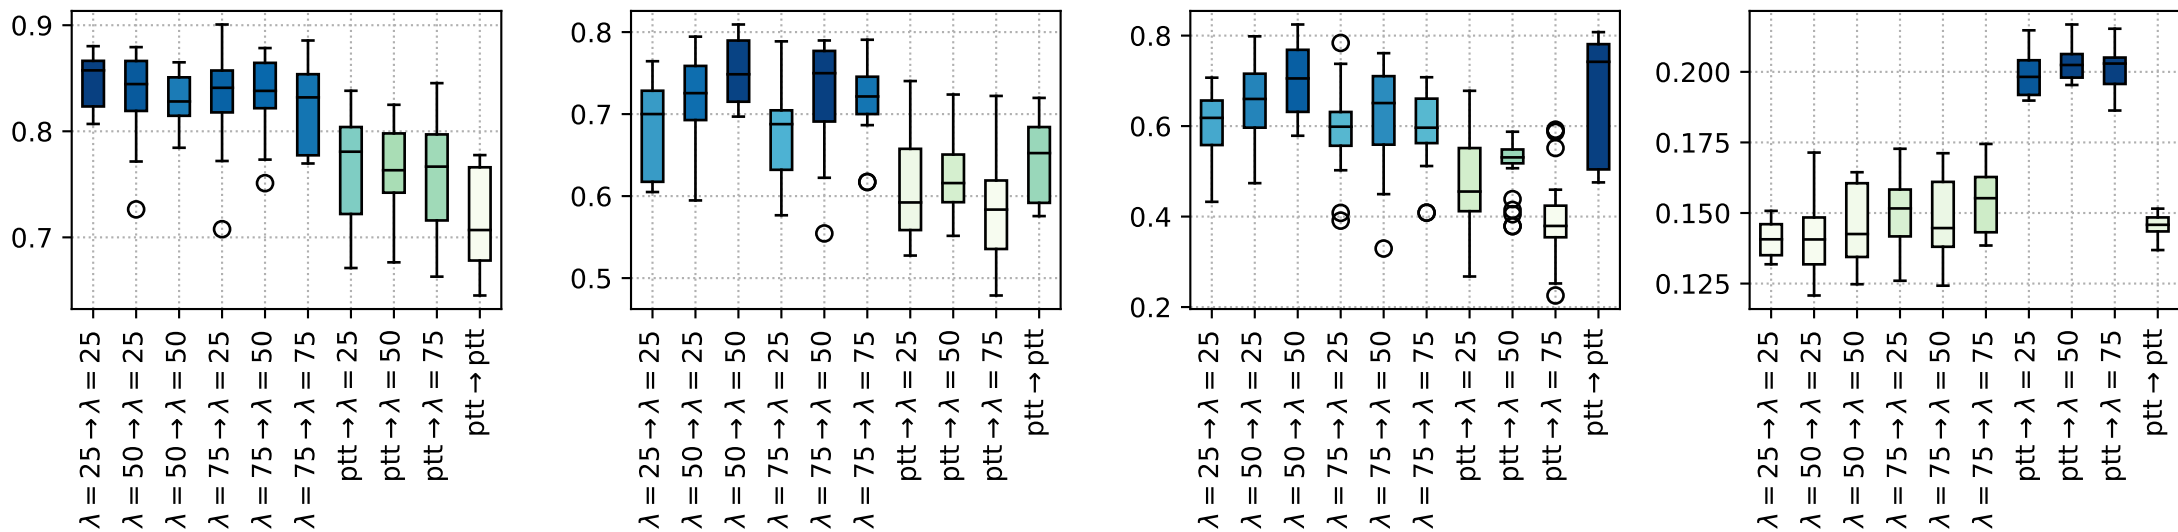 0.9
0.8
0.7
λ = 25→λ = 25
λ = 50→λ = 25
λ = 50→λ = 50
λ = 75→λ = 25
λ = 75→λ = 50
λ = 75→λ = 75
ptt→λ = 25
ptt→λ = 50
ptt→λ = 75
ptt→ptt
0.8
0.7
0.6
0.5
λ = 25→λ = 25
λ = 50→λ = 25
λ = 50→λ = 50
λ = 75→λ = 25
λ = 75→λ = 50
λ = 75→λ = 75
ptt→λ = 25
ptt→λ = 50
ptt→λ = 75
ptt→ptt
0.8
0.6
0.4
0.2
λ = 25→λ = 25
λ = 50→λ = 25
λ = 50→λ = 50
λ = 75→λ = 25
λ = 75→λ = 50
λ = 75→λ = 75
ptt→λ = 25
ptt→λ = 50
ptt→λ = 75
ptt→ptt
0.200
0.175
0.150
0.125
λ = 25→λ = 25
λ = 50→λ = 25
λ = 50→λ = 50
λ = 75→λ = 25
λ = 75→λ = 50
λ = 75→λ = 75
ptt→λ = 25
ptt→λ = 50
ptt→λ = 75
ptt→ptt